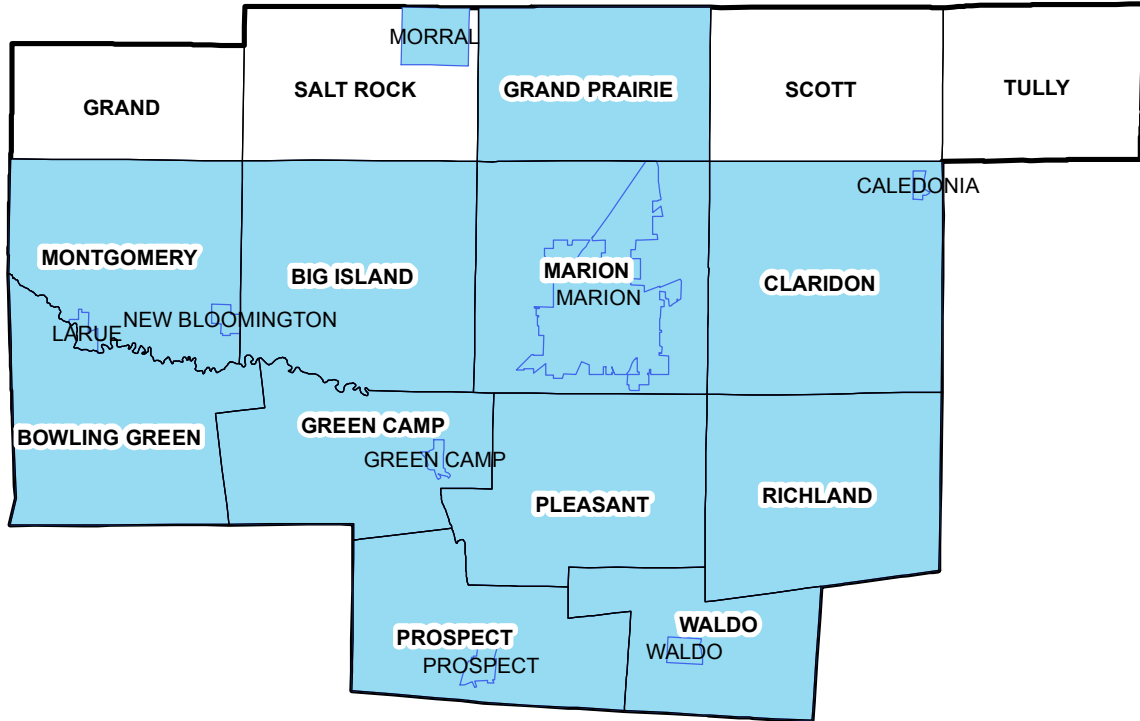 MORRAL
SALT ROCK
GRAND PRAIRIE
SCOTT
TULLY
GRAND
CALEDONIA
MONTGOMERY
BIG ISLAND
MARION
MARION
CLARIDON
LARUE
NEW BLOOMINGTON
BOWLING GREEN
GREEN CAMP
GREEN CAMP
PLEASANT
RICHLAND
PROSPECT
PROSPECT
WALDO
WALDO